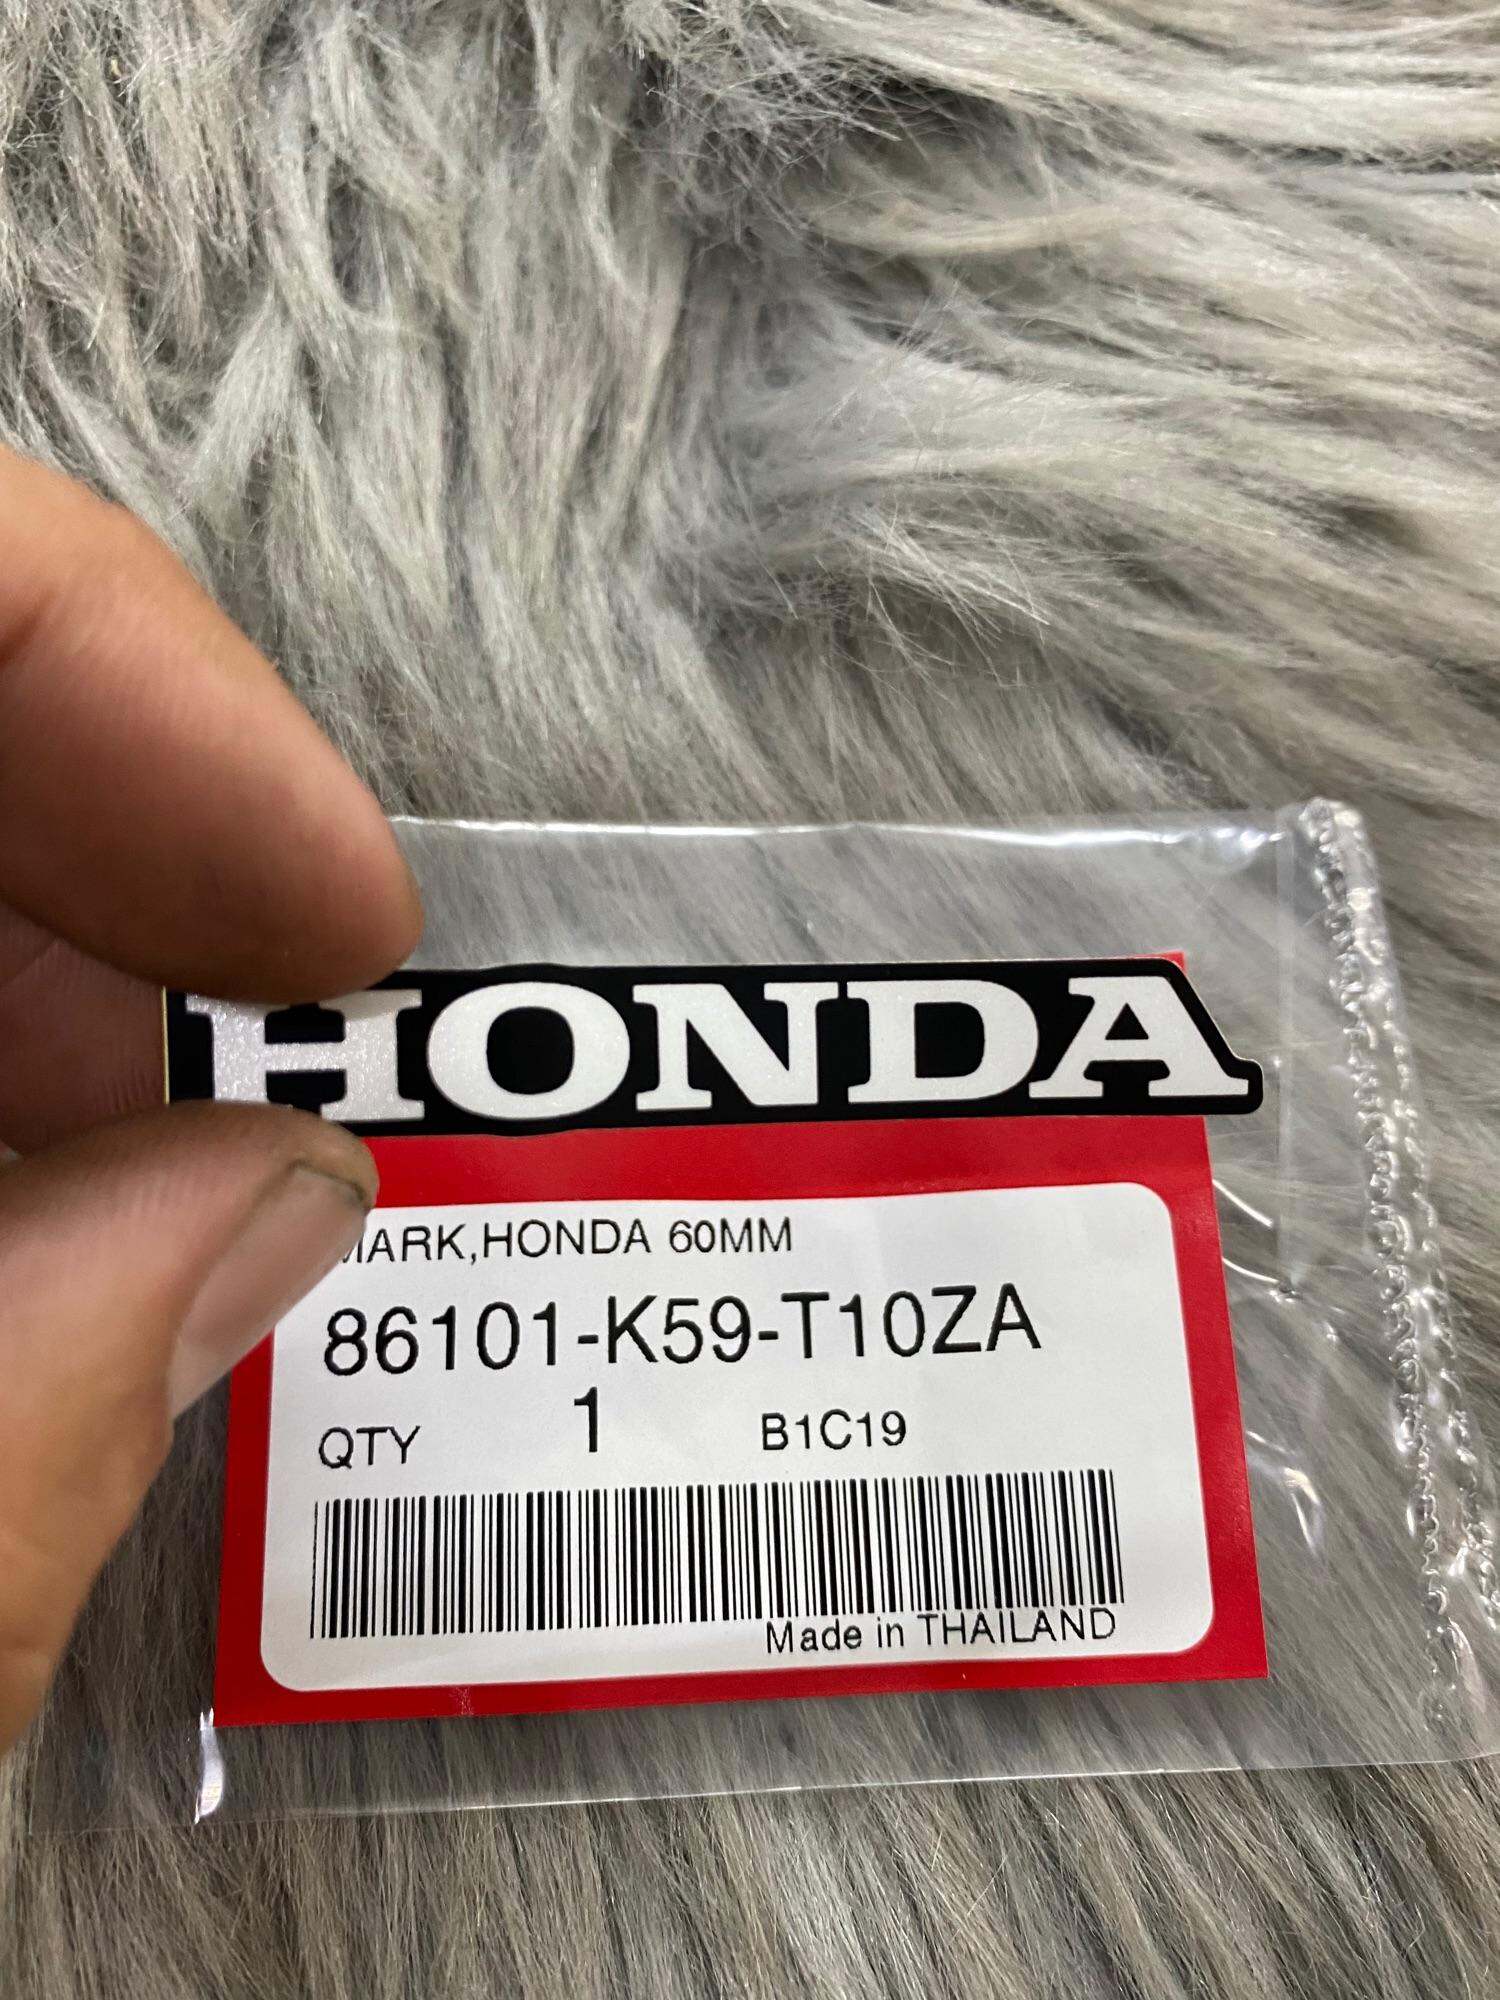 HONDA
MARK,HONDA 60MM
86101-K59-T10ZA
QTY 1 B1C19
Made in THAILAND